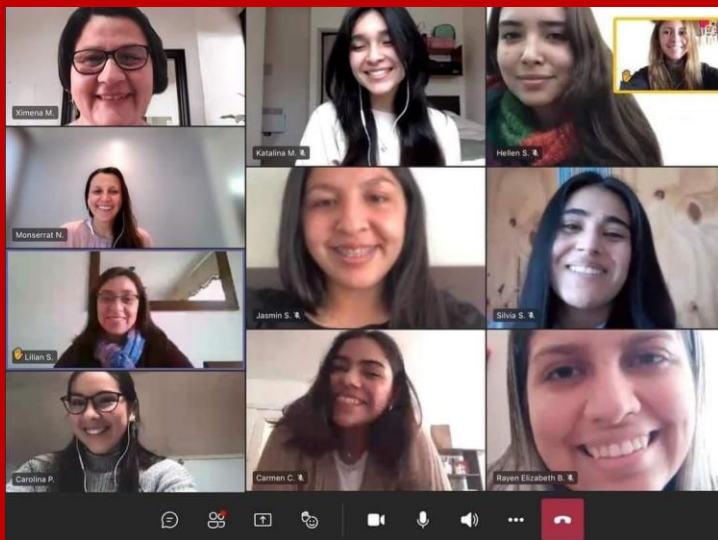 Ximena M.
Katalina M.
Hellen S.
Monserrat N.
Jasmin S.
Silvia S.
Lilian S.
Carolina P.
Carmen C.
Rayen Elizabeth B.